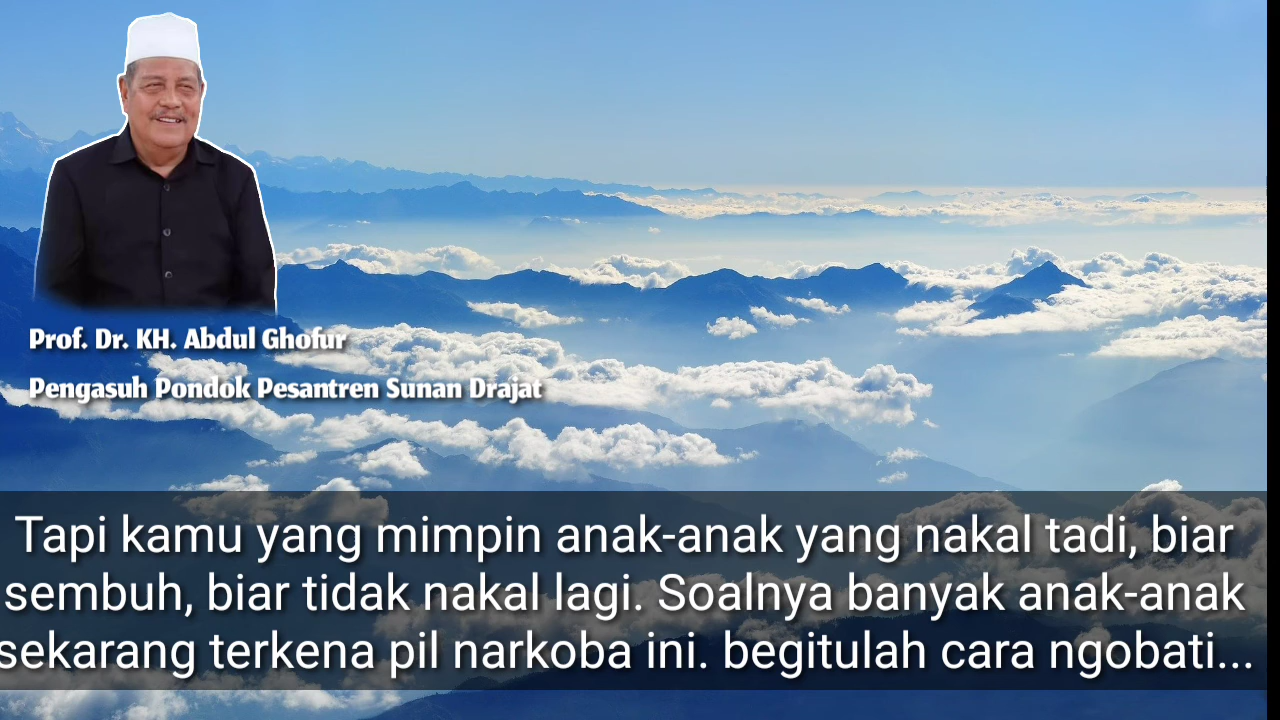 Prof. Dr. KH. Abdul Ghofur
Pengasuh Pondok Pesantren Sunan Drajat
Tapi kamu yang mimpin anak-anak yang nakal tadi, biar
sembuh, biar tidak nakal lagi. Soalnya banyak anak-anak
sekarang terkena pil narkoba ini. begitulah cara ngobati...